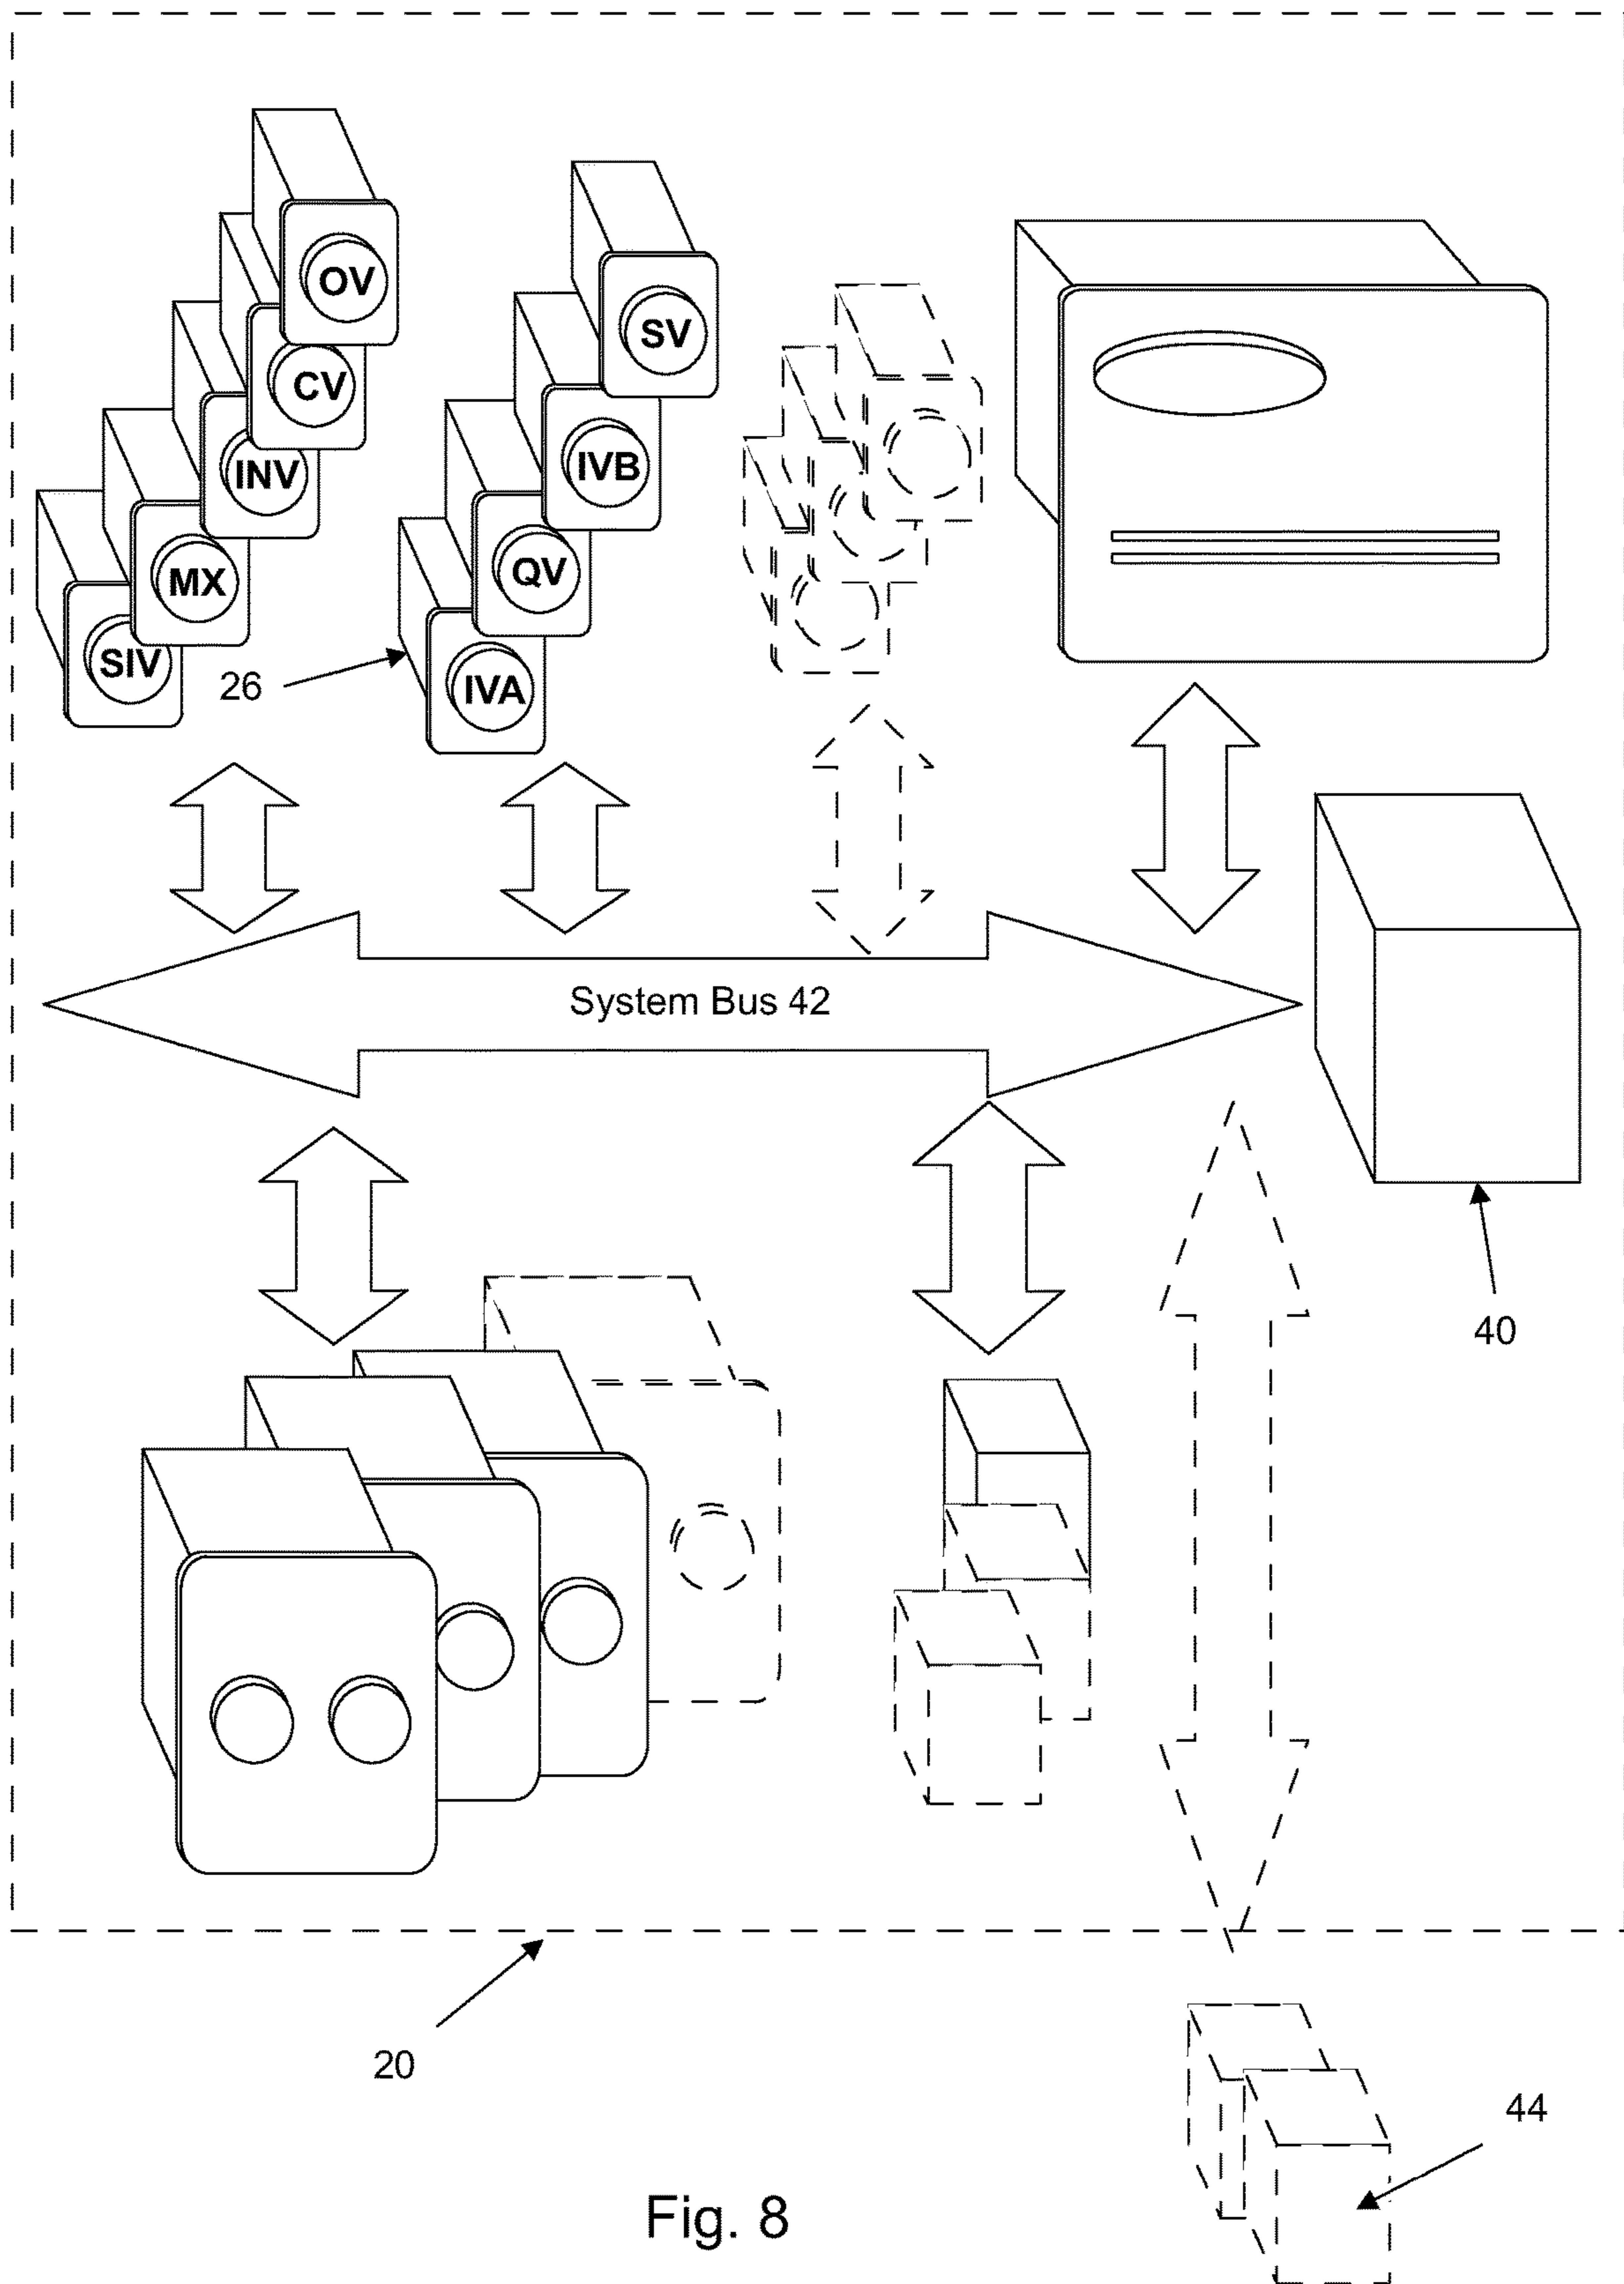 OV
SV
CV
IVB
INV
QV
MX
SIV
26
IVA
System Bus 42
40
20
44
Fig. 8